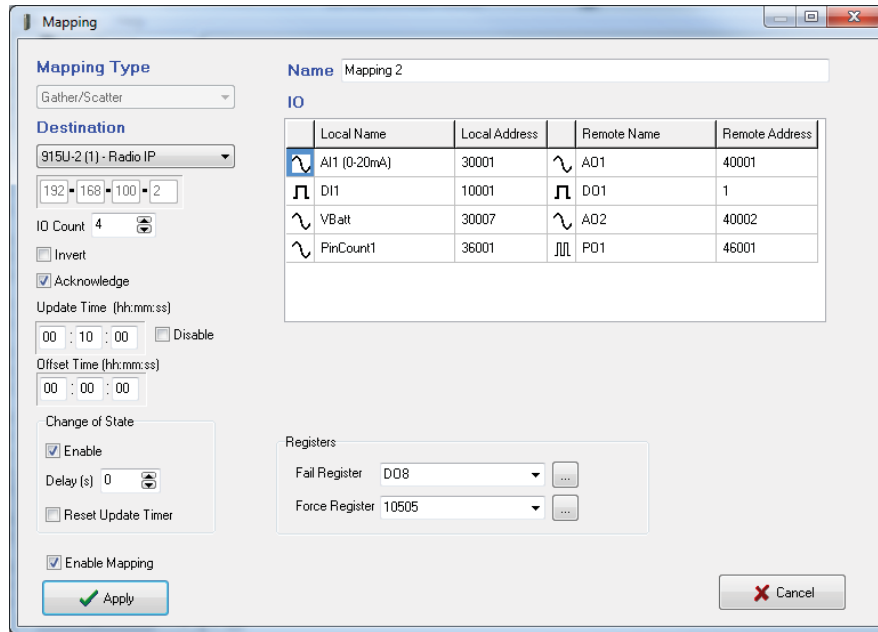 Mapping
Mapping Type
Gather/Scatter
Destination
915U-2 (1) - Radio IP
192 168 100 2
IO Count 4
Invert
Acknowledge
Update Time (hh:mm:ss)
00 : 10 : 00 Disable
Offset Time (hh:mm:ss)
00 : 00 : 00
Change of State
Enable
Delay (s) 0
Reset Update Timer
Enable Mapping
Apply
Name Mapping 2
IO
Local Name Local Address Remote Name Remote Address
AI1 (0-20mA) 30001 AO1 40001
DI1 10001 DO1 1
VBatt 30007 AO2 40002
PinCount1 36001 PO1 46001
Registers
Fail Register DO8 ...
Force Register 10505 ...
Cancel